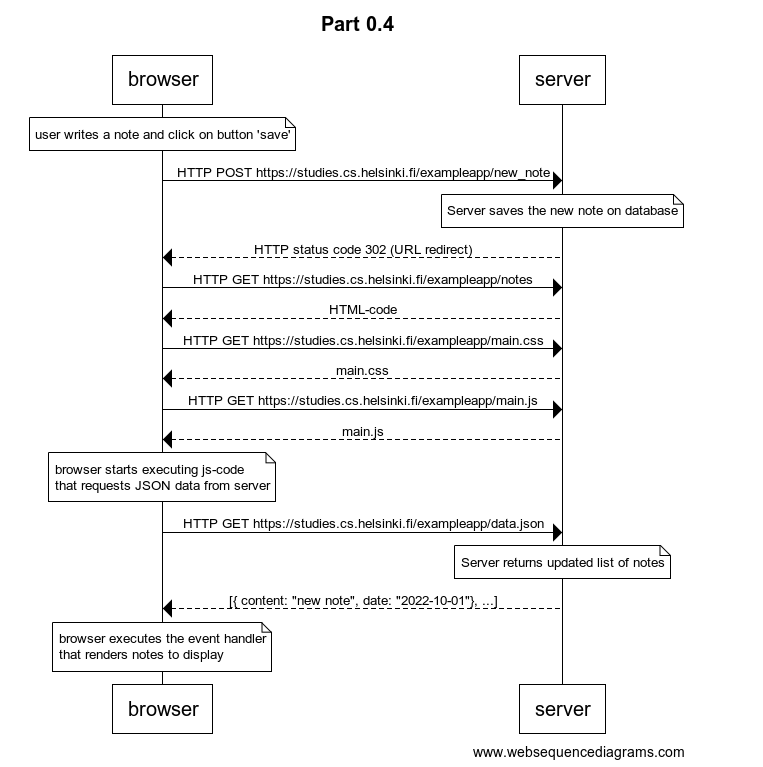 Part 0.4
browser
server
user writes a note and click on button 'save'
HTTP POST https://studies.cs.helsinki.fi/exampleapp/new_note
Server saves the new note on database
HTTP status code 302 (URL redirect)
HTTP GET https://studies.cs.helsinki.fi/exampleapp/notes
HTML-code
HTTP GET https://studies.cs.helsinki.fi/exampleapp/main.css
main.css
HTTP GET https://studies.cs.helsinki.fi/exampleapp/main.js
main.js
browser starts executing js-code
that requests JSON data from server
HTTP GET https://studies.cs.helsinki.fi/exampleapp/data.json
Server returns updated list of notes
[{ content: "new note", date: "2022-10-01"}, ...]
browser executes the event handler
that renders notes to display
browser
server
www.websequencediagrams.com